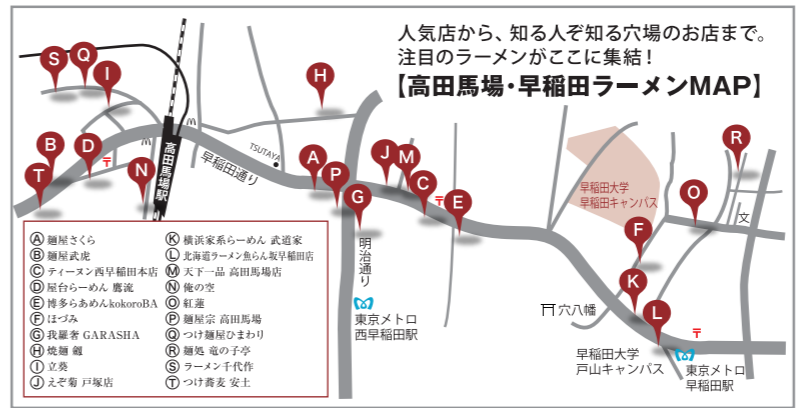 人気店から、知る人ぞ知る穴場のお店まで。
注目のラーメンがここに集結！
【高田馬場・早稲田ラーメンMAP】
S
Q
I
H
B
D
T
N
A
P
J
M
G
C
E
R
O
F
K
L
高田馬場駅
早稲田通り
TSUTAYA
明治通り
東京メトロ
西早稲田駅
早稲田大学
早稲田キャンパス
文
穴八幡
早稲田大学
戸山キャンパス
東京メトロ
早稲田駅
〒
〒
〒
Ⓐ 麺屋さくら
Ⓑ 麺屋武虎
Ⓒ ティーヌン西早稲田本店
Ⓓ 屋台らーめん 鷹流
Ⓔ 博多らあめんkokoroBA
Ⓕ ほづみ
Ⓖ 我羅奢 GARASHA
Ⓗ 焼麺
Ⓘ 立葵
Ⓙ えぞ菊 戸塚店
Ⓚ 横浜家系らーめん 武道家
Ⓛ 北海道ラーメン魚らん坂早稲田店
Ⓜ 天下一品 高田馬場店
Ⓝ 俺の空
Ⓞ 紅蓮
Ⓟ 麺屋宗 高田馬場
Ⓠ つけ麺屋ひまわり
Ⓡ 麺処 竜の子亭
Ⓢ ラーメン千代作
Ⓣ つけ蕎麦 安土